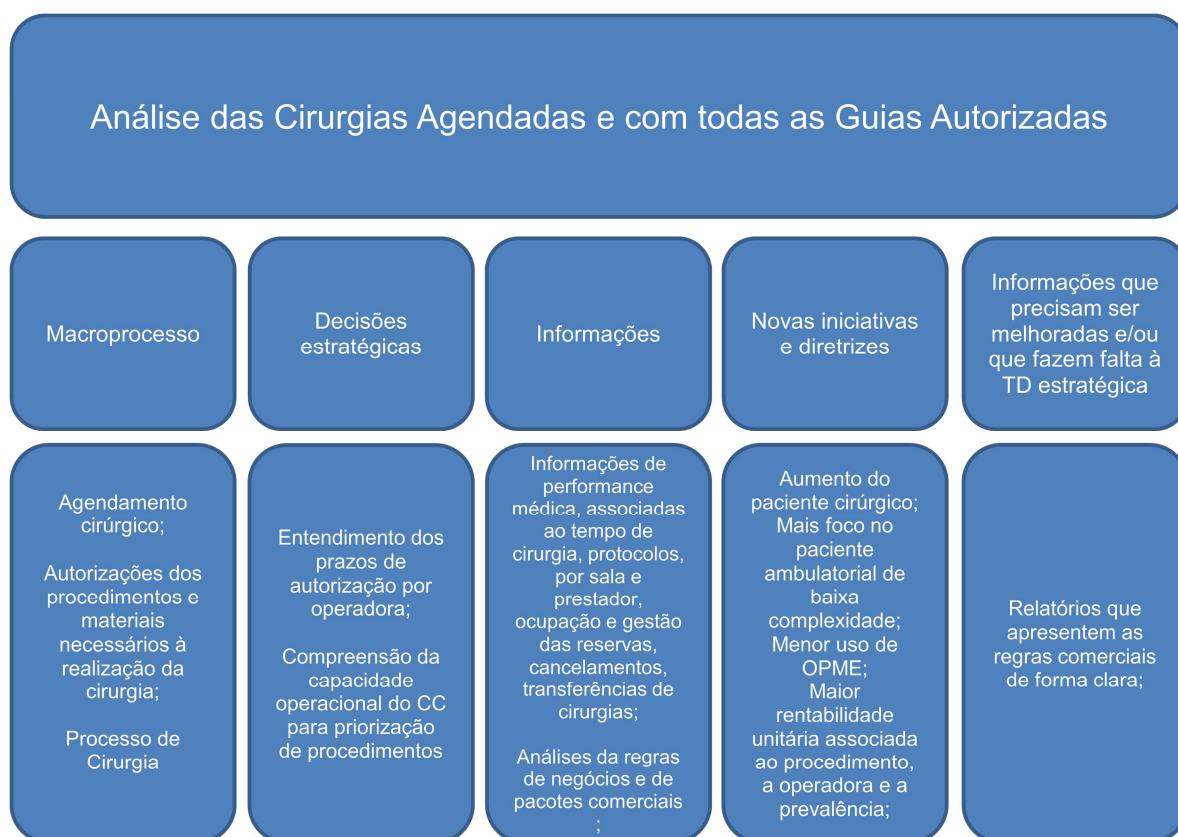 Análise das Cirurgias Agendadas e com todas as Guias Autorizadas
Macroprocesso
Decisões
estratégicas
Informações
Novas iniciativas
e diretrizes
Informações que
precisam ser
melhoradas e/ou
que fazem falta à
TD estratégica
Agendamento
cirúrgico;
Autorizações dos
procedimentos e
materiais
necessários à
realização da
cirurgia;
Processo de
Cirurgia
Entendimento dos
prazos de
autorização por
operadora;
Compreensão da
capacidade
operacional do CC
para priorização
de procedimentos
Informações de
performance
médica, associadas
ao tempo de
cirurgia, protocolos,
por sala e
prestador,
ocupação e gestão
das reservas,
cancelamentos,
transferências de
cirurgias;
Análises da regras
de negócios e de
pacotes comerciais
;
Aumento do
paciente cirúrgico;
Mais foco no
paciente
ambulatorial de
baixa
complexidade;
Menor uso de
OPME;
Maior
rentabilidade
unitária associada
ao procedimento,
a operadora e a
prevalência;
Relatórios que
apresentem as
regras comerciais
de forma clara;